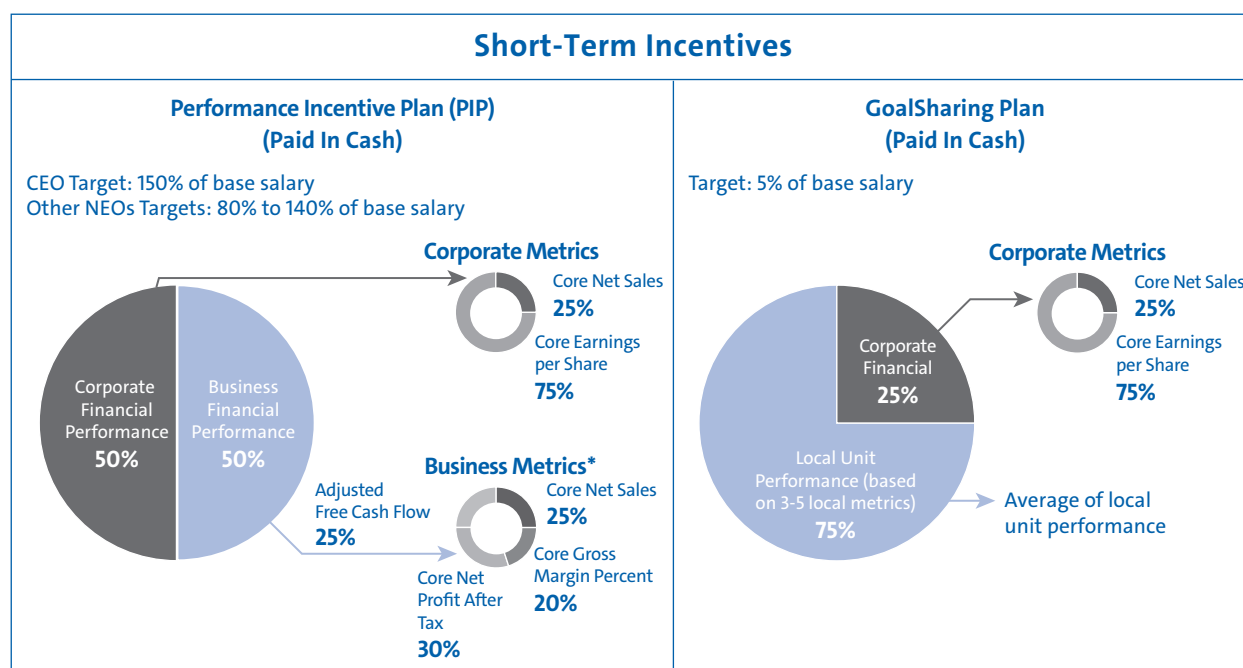 Short-Term Incentives
Performance Incentive Plan (PIP)
(Paid In Cash)
CEO Target: 150% of base salary
Other NEOs Targets: 80% to 140% of base salary
Corporate Metrics
Core Net Sales
25%
Core Earnings
per Share
75%
Corporate
Financial
Performance
50%
Business
Financial
Performance
50%
Business Metrics*
Adjusted
Free Cash Flow
25%
Core Net Sales
25%
Core Gross
Margin Percent
20%
Core Net
Profit After
Tax
30%
GoalSharing Plan
(Paid In Cash)
Target: 5% of base salary
Corporate Metrics
Core Net Sales
25%
Core Earnings
per Share
75%
Corporate
Financial
25%
Local Unit
Performance (based
on 3-5 local metrics)
75%
Average of local
unit performance